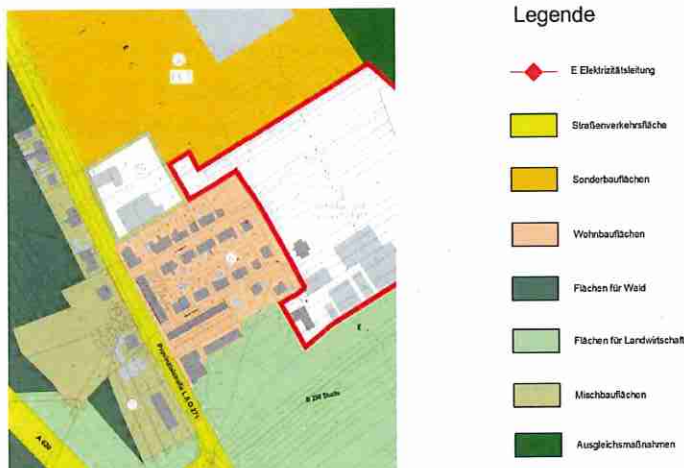 Legende
E Elektrizitätsleitung
Straßenverkehrsfläche
Sonderbauflächen
Wohnbauflächen
Flächen für Wald
Flächen für Landwirtschaft
Mischbauflächen
Ausgleichsmaßnahmen
E
A 620